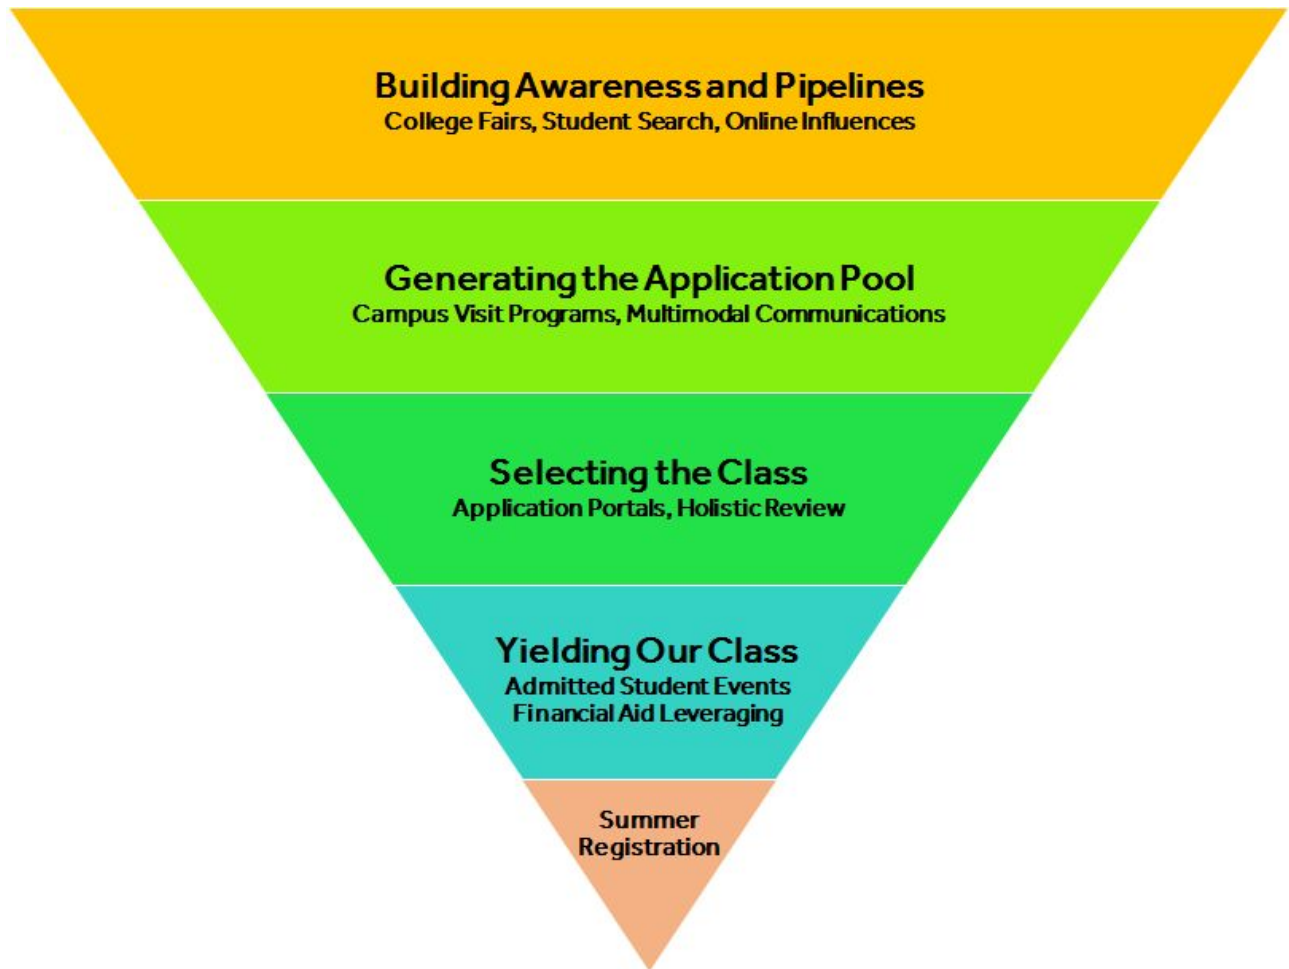 Building Awareness and Pipelines
College Fairs, Student Search, Online Influences
Generating the Application Pool
Campus Visit Programs, Multimodal Communications
Selecting the Class
Application Portals, Holistic Review
Yielding Our Class
Admitted Student Events
Financial Aid Leveraging
Summer
Registration